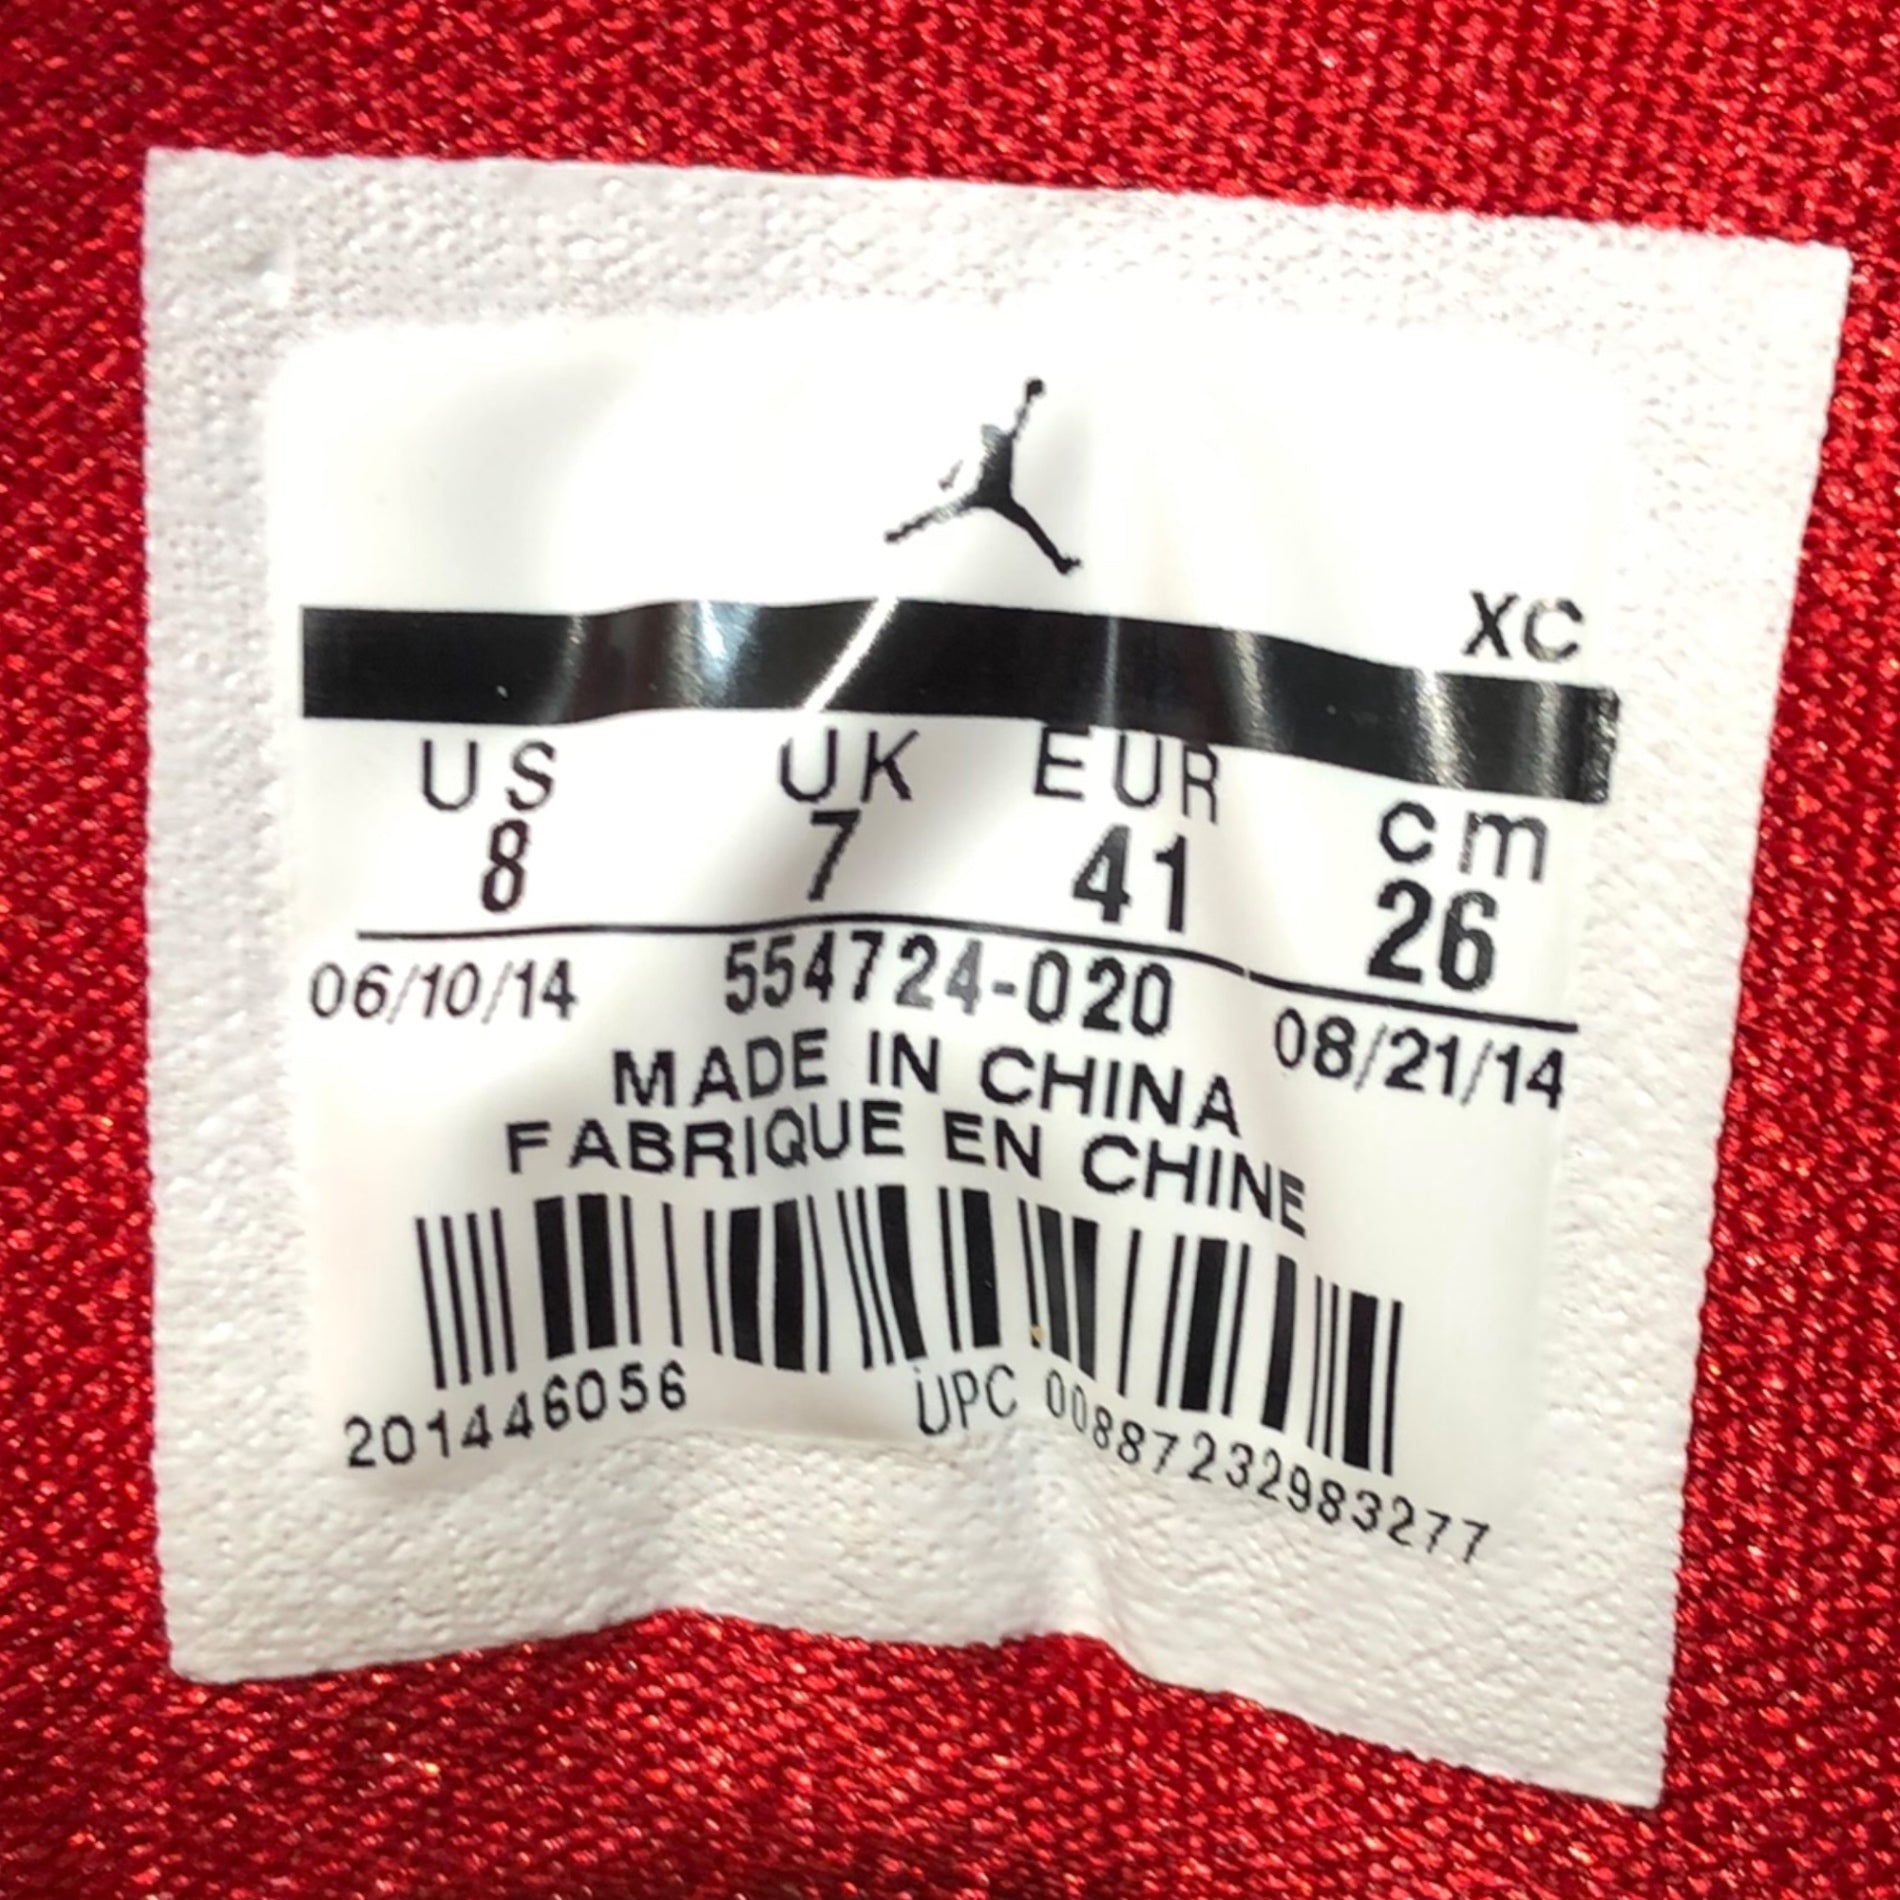 XC
US UK EUR cm
8 7 41 26
06/10/14 554724-020 08/21/14
MADE IN CHINA
FABRIQUE EN CHINE
201446056 UPC 00887232983277